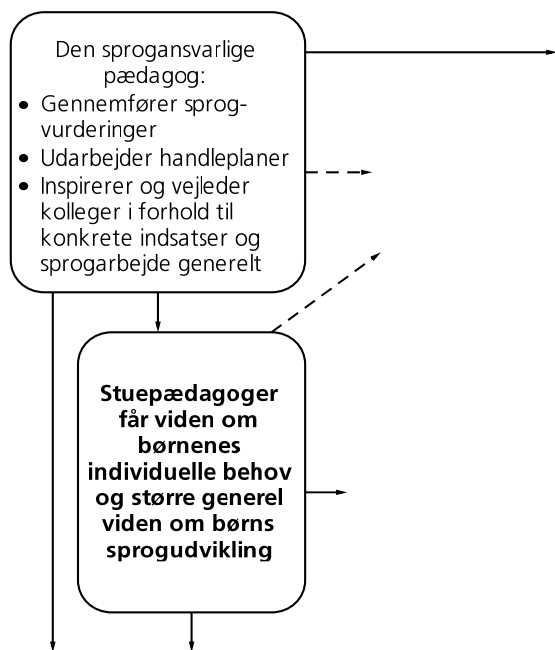 Den sprogansvarlige
pædagog:
• Gennemfører sprog-
vurderinger
• Udarbejder handleplaner
• Inspirerer og vejleder
kolleger i forhold til
konkrete indsatser og
sprogarbejde generelt
Stuepædagoger
får viden om
børnenes
individuelle behov
og større generel
viden om børns
sprogudvikling